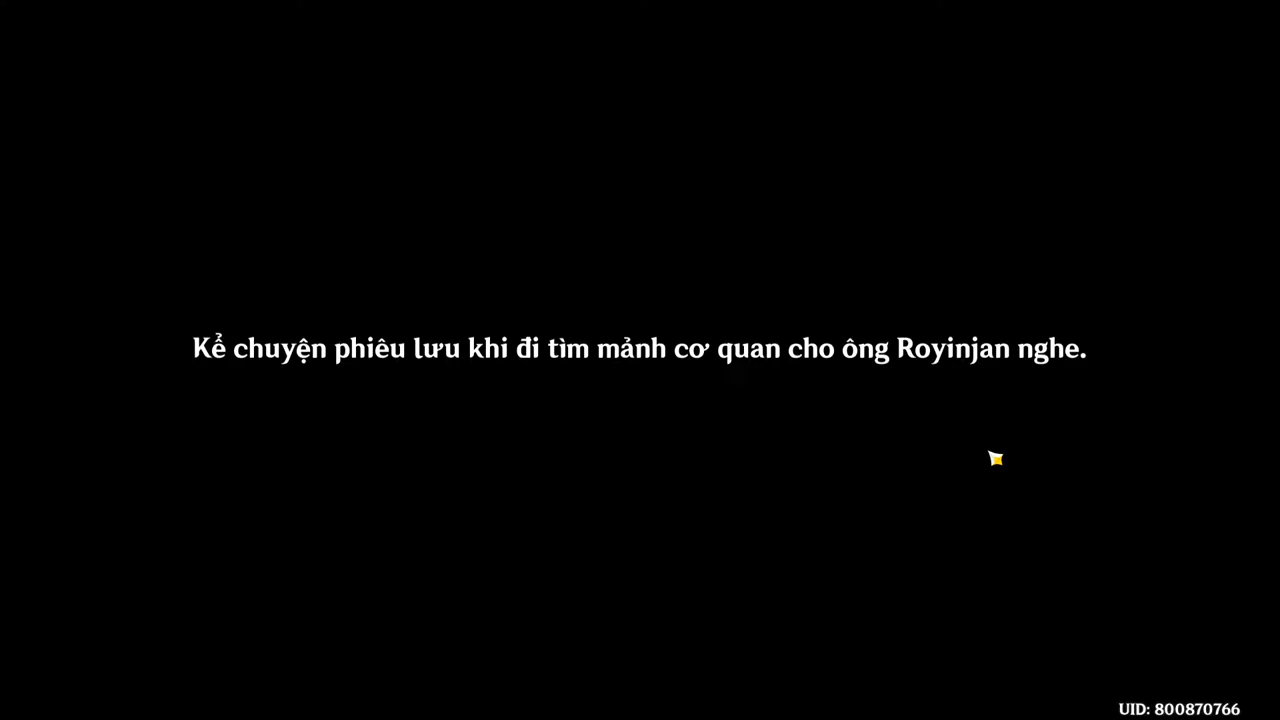 Kể chuyện phiêu lưu khi đi tìm mảnh cơ quan cho ông Royinjan nghe.
UID: 800870766